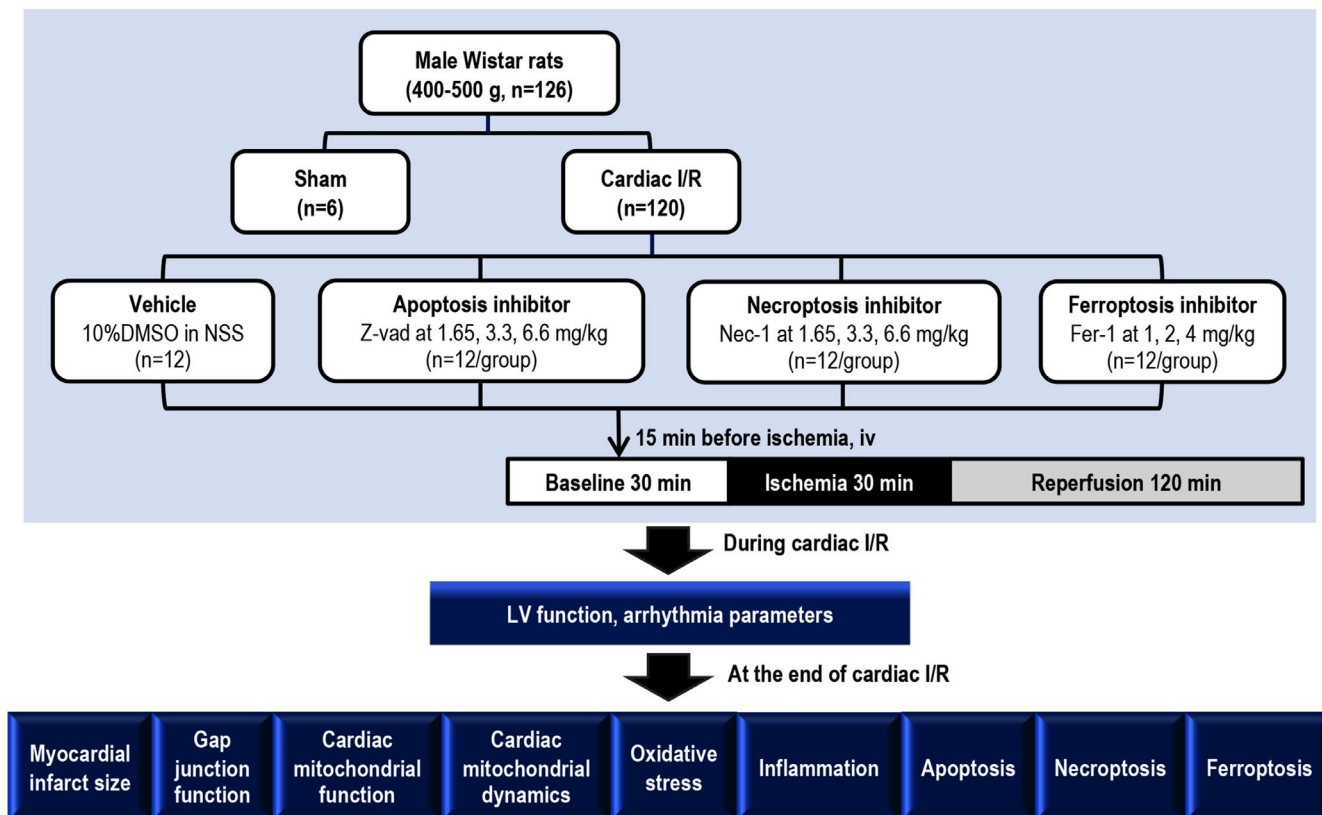 Male Wistar rats
(400-500 g, n=126)
Sham
(n=6)
Cardiac I/R
(n=120)
Vehicle
10%DMSO in NSS
(n=12)
Apoptosis inhibitor
Z-vad at 1.65, 3.3, 6.6 mg/kg
(n=12/group)
Necroptosis inhibitor
Nec-1 at 1.65, 3.3, 6.6 mg/kg
(n=12/group)
Ferroptosis inhibitor
Fer-1 at 1, 2, 4 mg/kg
(n=12/group)
15 min before ischemia, iv
Baseline 30 min
Ischemia 30 min
Reperfusion 120 min
During cardiac I/R
LV function, arrhythmia parameters
At the end of cardiac I/R
Myocardial
infarct size
Gap
junction
function
Cardiac
mitochondrial
function
Cardiac
mitochondrial
dynamics
Oxidative
stress
Inflammation
Apoptosis
Necroptosis
Ferroptosis